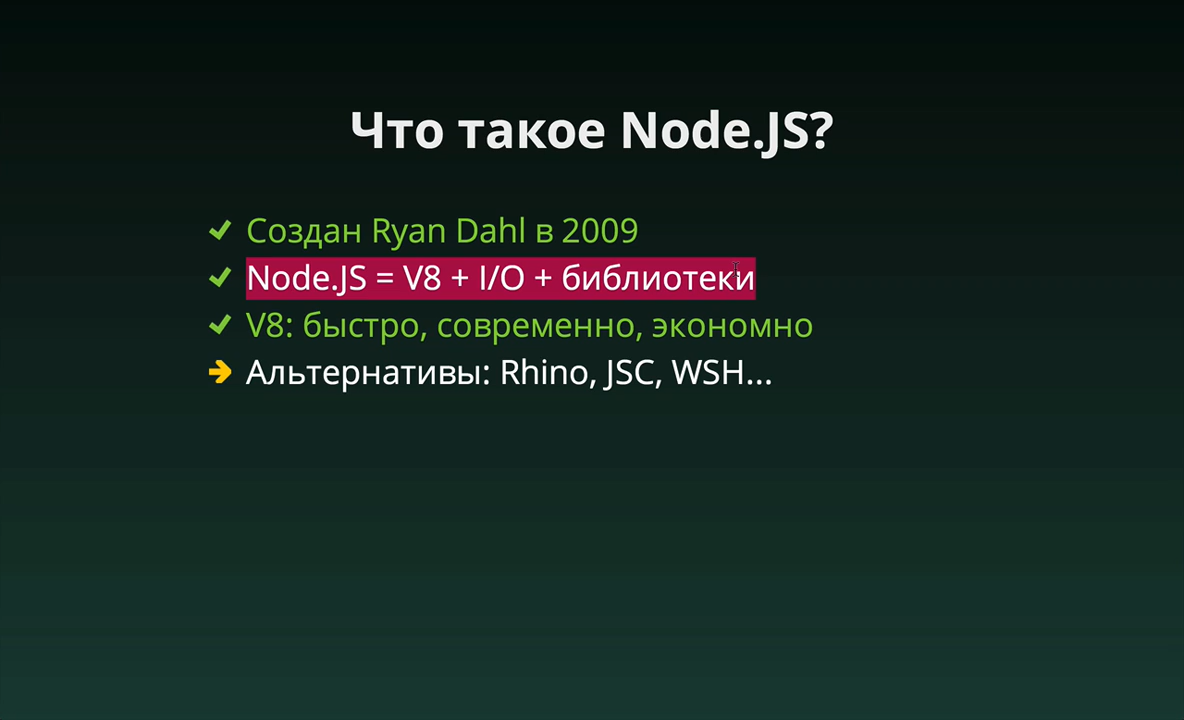 Что такое Node.JS?
Создан Ryan Dahl в 2009
Node.JS = V8 + I/O + библиотеки
V8: быстро, современно, экономно
Альтернативы: Rhino, JSC, WSH...